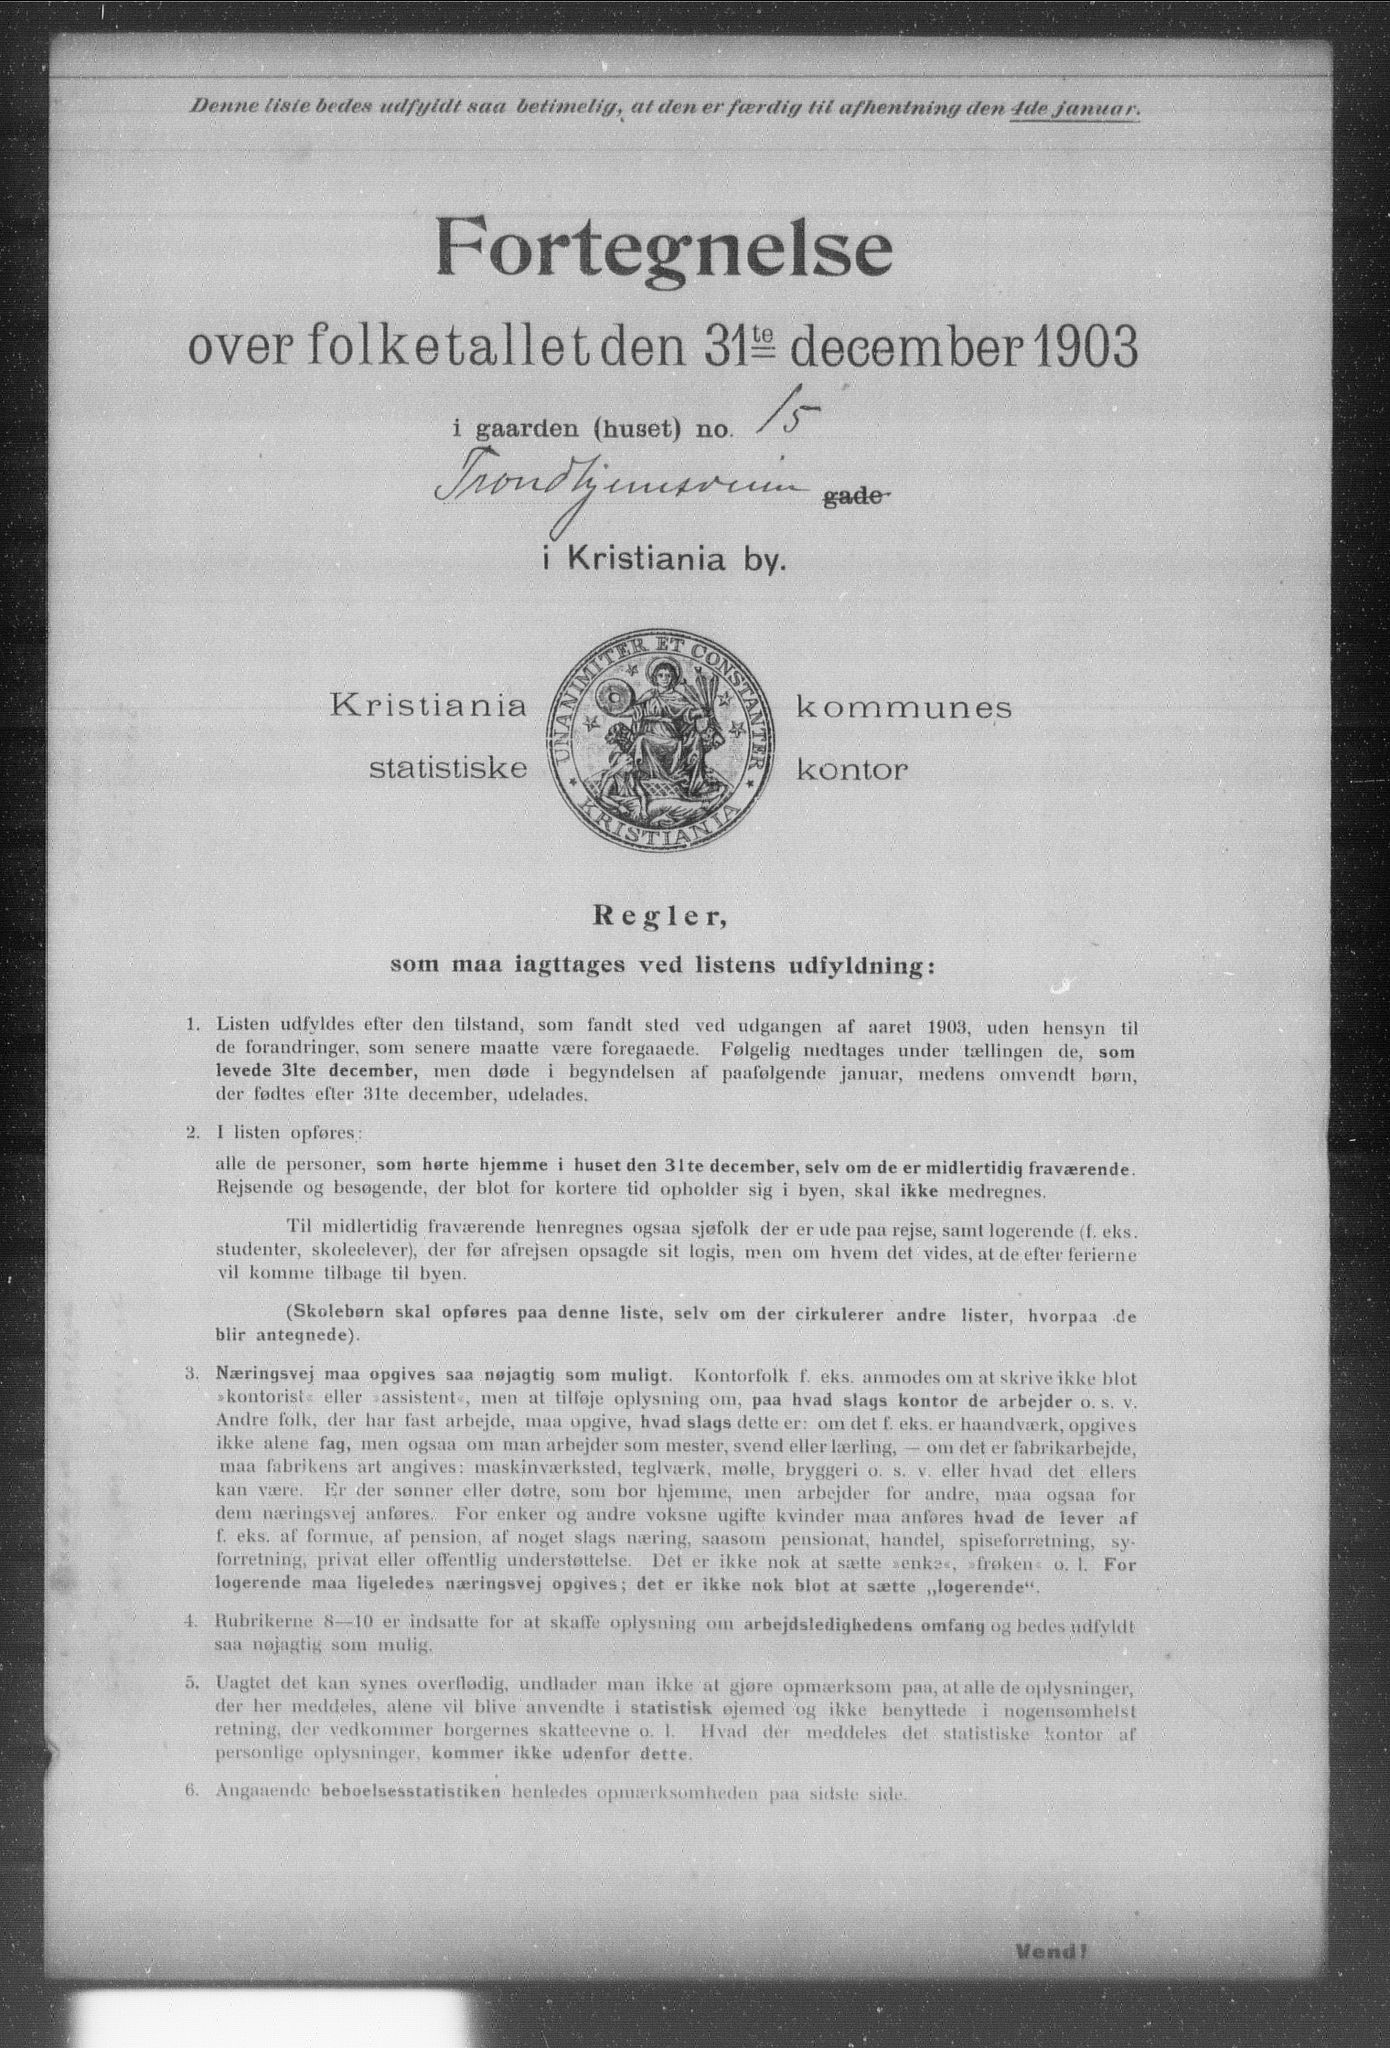 Denne liste bedes udfyldt saa betimelig, at den er færdig til afhentning den 4de januar.
Fortegnelse
over folketallet den 31te december 1903
i gaarden (huset) no. 15
Trondhjemsveien gade
i Kristiania by.
Kristiania kommunes
statistiske kontor
UNANIMITER ET CONSTANTER
KRISTIANIA
Regler,
som maa iagttages ved listens udfyldning:
1. Listen udfyldes efter den tilstand, som fandt sted ved udgangen af aaret 1903, uden hensyn til
de forandringer, som senere maatte være foregaaede. Følgelig medtages under tællingen de, som
levede 31te december, men døde i begyndelsen af paafølgende januar, medens omvendt børn,
der fødtes efter 31te december, udelades.
2. I listen opføres:
alle de personer, som hørte hjemme i huset den 31te december, selv om de er midlertidig fraværende.
Rejsende og besøgende, der blot for kortere tid opholder sig i byen, skal ikke medregnes.
Til midlertidig fraværende henregnes ogsaa sjøfolk der er ude paa rejse, samt logerende (f. eks.
studenter, skoleelever), der før afrejsen opsagde sit logis, men om hvem det vides, at de efter ferierne
vil komme tilbage til byen.
(Skolebørn skal opføres paa denne liste, selv om der cirkulerer andre lister, hvorpaa de
blir antegnede).
3. Næringsvej maa opgives saa nøjagtig som muligt. Kontorfolk f. eks. anmodes om at skrive ikke blot
»kontorist« eller »assistent«, men at tilføje oplysning om, paa hvad slags kontor de arbejder o. s. v.
Andre folk, der har fast arbejde, maa opgive, hvad slags dette er: om det f. eks. er haandværk, opgives
ikke alene fag, men ogsaa om man arbejder som mester, svend eller lærling, — om det er fabrikarbejde,
maa fabrikens art angives: maskinværksted, teglværk, mølle, bryggeri o. s. v. eller hvad det ellers
kan være. Er der sønner eller døtre, som bor hjemme, men arbejder for andre, maa ogsaa for
dem næringsvej anføres. For enker og andre voksne ugifte kvinder maa anføres hvad de lever af
f. eks. af formue, af pension, af noget slags næring, saasom pensionat, handel, spiseforretning, sy-
forretning, privat eller offentlig understøttelse. Det er ikke nok at sætte »enke«, »frøken« o. l. For
logerende maa ligeledes næringsvej opgives; det er ikke nok blot at sætte „logerende“.
4. Rubrikerne 8—10 er indsatte for at skaffe oplysning om arbejdsledighedens omfang og bedes udfyldt
saa nøjagtig som mulig.
5. Uagtet det kan synes overflødig, undlader man ikke at gjøre opmærksom paa, at alle de oplysninger,
der her meddeles, alene vil blive anvendte i statistisk øjemed og ikke benyttede i nogensomhelst
retning, der vedkommer borgernes skatteevne o. l. Hvad der meddeles det statistiske kontor af
personlige oplysninger, kommer ikke udenfor dette.
6. Angaaende beboelsesstatistiken henledes opmærksomheden paa sidste side.
Vend!